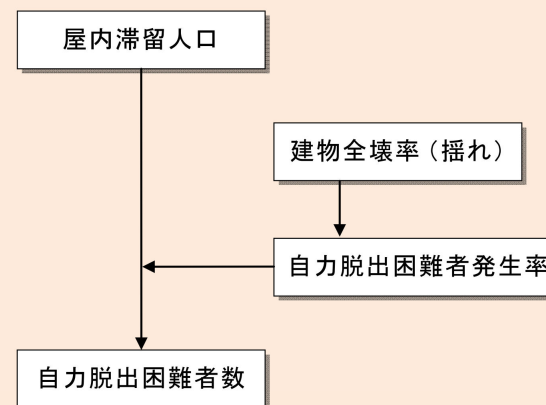 屋内滞留人口
建物全壊率（揺れ）
自力脱出困難者発生率
自力脱出困難者数